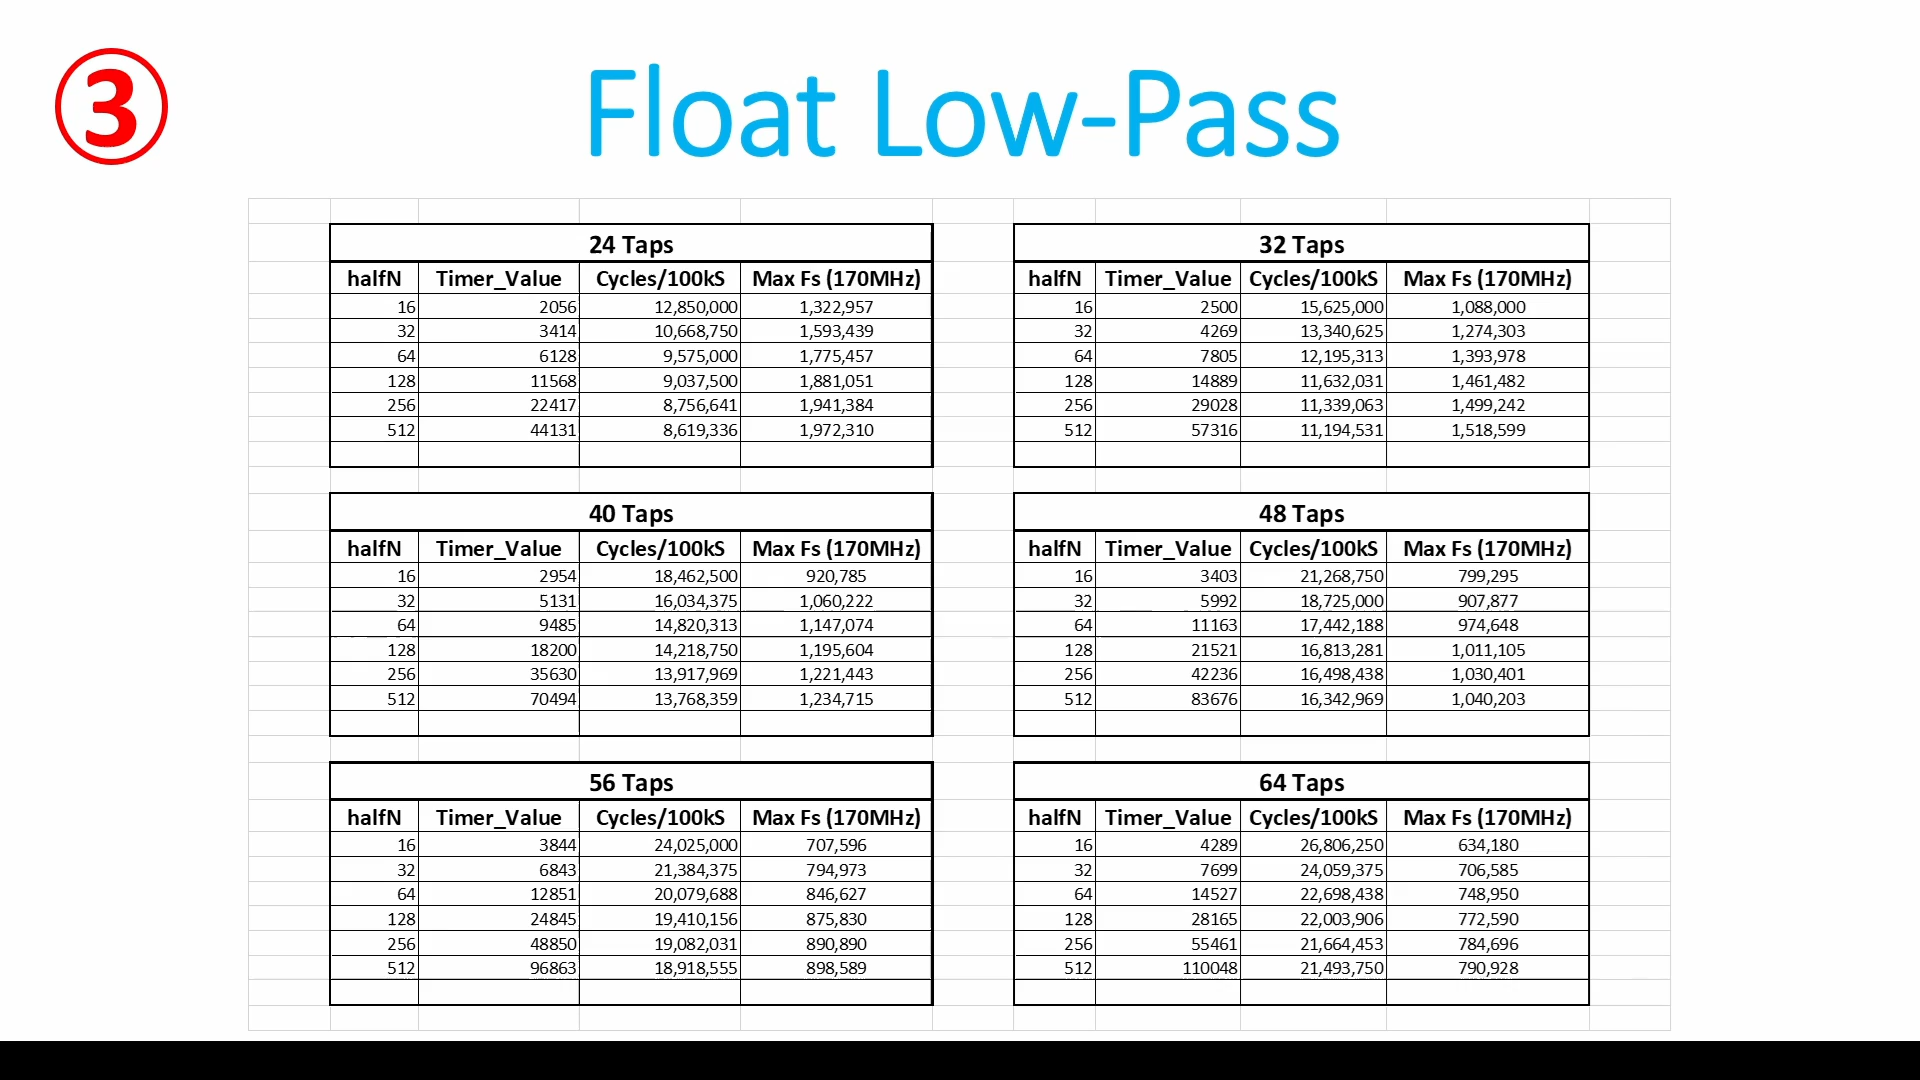 3
Float Low-Pass
24 Taps
halfN Timer_Value Cycles/100kS Max Fs (170MHz)
16 2056 12,850,000 1,322,957
32 3414 10,668,750 1,593,439
64 6128 9,575,000 1,775,457
128 11568 9,037,500 1,881,051
256 22417 8,756,641 1,941,384
512 44131 8,619,336 1,972,310
32 Taps
halfN Timer_Value Cycles/100kS Max Fs (170MHz)
16 2500 15,625,000 1,088,000
32 4269 13,340,625 1,274,303
64 7805 12,195,313 1,393,978
128 14889 11,632,031 1,461,482
256 29028 11,339,063 1,499,242
512 57316 11,194,531 1,518,599
40 Taps
halfN Timer_Value Cycles/100kS Max Fs (170MHz)
16 2954 18,462,500 920,785
32 5131 16,034,375 1,060,222
64 9485 14,820,313 1,147,074
128 18200 14,218,750 1,195,604
256 35630 13,917,969 1,221,443
512 70494 13,768,359 1,234,715
48 Taps
halfN Timer_Value Cycles/100kS Max Fs (170MHz)
16 3403 21,268,750 799,295
32 5992 18,725,000 907,877
64 11163 17,442,188 974,648
128 21521 16,813,281 1,011,105
256 42236 16,498,438 1,030,401
512 83676 16,342,969 1,040,203
56 Taps
halfN Timer_Value Cycles/100kS Max Fs (170MHz)
16 3844 24,025,000 707,596
32 6843 21,384,375 794,973
64 12851 20,079,688 846,627
128 24845 19,410,156 875,830
256 48850 19,082,031 890,890
512 96863 18,918,555 898,589
64 Taps
halfN Timer_Value Cycles/100kS Max Fs (170MHz)
16 4289 26,806,250 634,180
32 7699 24,059,375 706,585
64 14527 22,698,438 748,950
128 28165 22,003,906 772,590
256 55461 21,664,453 784,696
512 110048 21,493,750 790,928